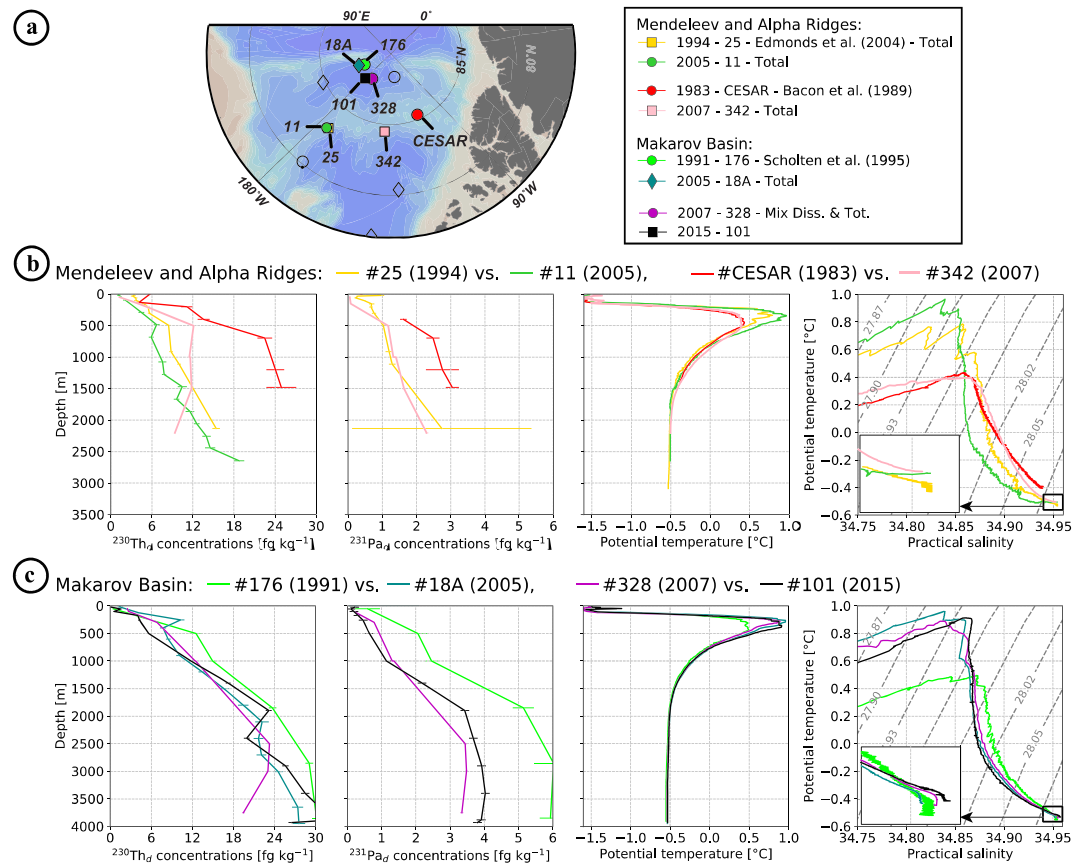 a
90°E
0°
18A
176
85°N
80°N
101
328
11
25
342
CESAR
180°W
90°W
Mendeleev and Alpha Ridges:
1994 - 25 - Edmonds et al. (2004) - Total
2005 - 11 - Total
1983 - CESAR - Bacon et al. (1989)
2007 - 342 - Total
Makarov Basin:
1991 - 176 - Scholten et al. (1995)
2005 - 18A - Total
2007 - 328 - Mix Diss. & Tot.
2015 - 101
b
Mendeleev and Alpha Ridges: #25 (1994) vs. #11 (2005), #CESAR (1983) vs. #342 (2007)
Depth [m]
0
500
1000
1500
2000
2500
3000
3500
0 6 12 18 24 30
²³⁰Th_d concentrations [fg kg⁻¹]
0 1 2 3 4 5 6
²³¹Pa_d concentrations [fg kg⁻¹]
−1.5 −1.0 −0.5 0.0 0.5 1.0
Potential temperature [°C]
Potential temperature [°C]
1.0
0.8
0.6
0.4
0.2
0.0
−0.2
−0.4
−0.6
27.87
27.90
27.93
28.02
28.05
34.75 34.80 34.85 34.90 34.95
Practical salinity
c
Makarov Basin: #176 (1991) vs. #18A (2005), #328 (2007) vs. #101 (2015)
Depth [m]
0
500
1000
1500
2000
2500
3000
3500
4000
0 6 12 18 24 30
²³⁰Th_d concentrations [fg kg⁻¹]
0 1 2 3 4 5 6
²³¹Pa_d concentrations [fg kg⁻¹]
−1.5 −1.0 −0.5 0.0 0.5 1.0
Potential temperature [°C]
Potential temperature [°C]
1.0
0.8
0.6
0.4
0.2
0.0
−0.2
−0.4
−0.6
27.87
27.90
27.93
28.02
28.05
34.75 34.80 34.85 34.90 34.95
Practical salinity